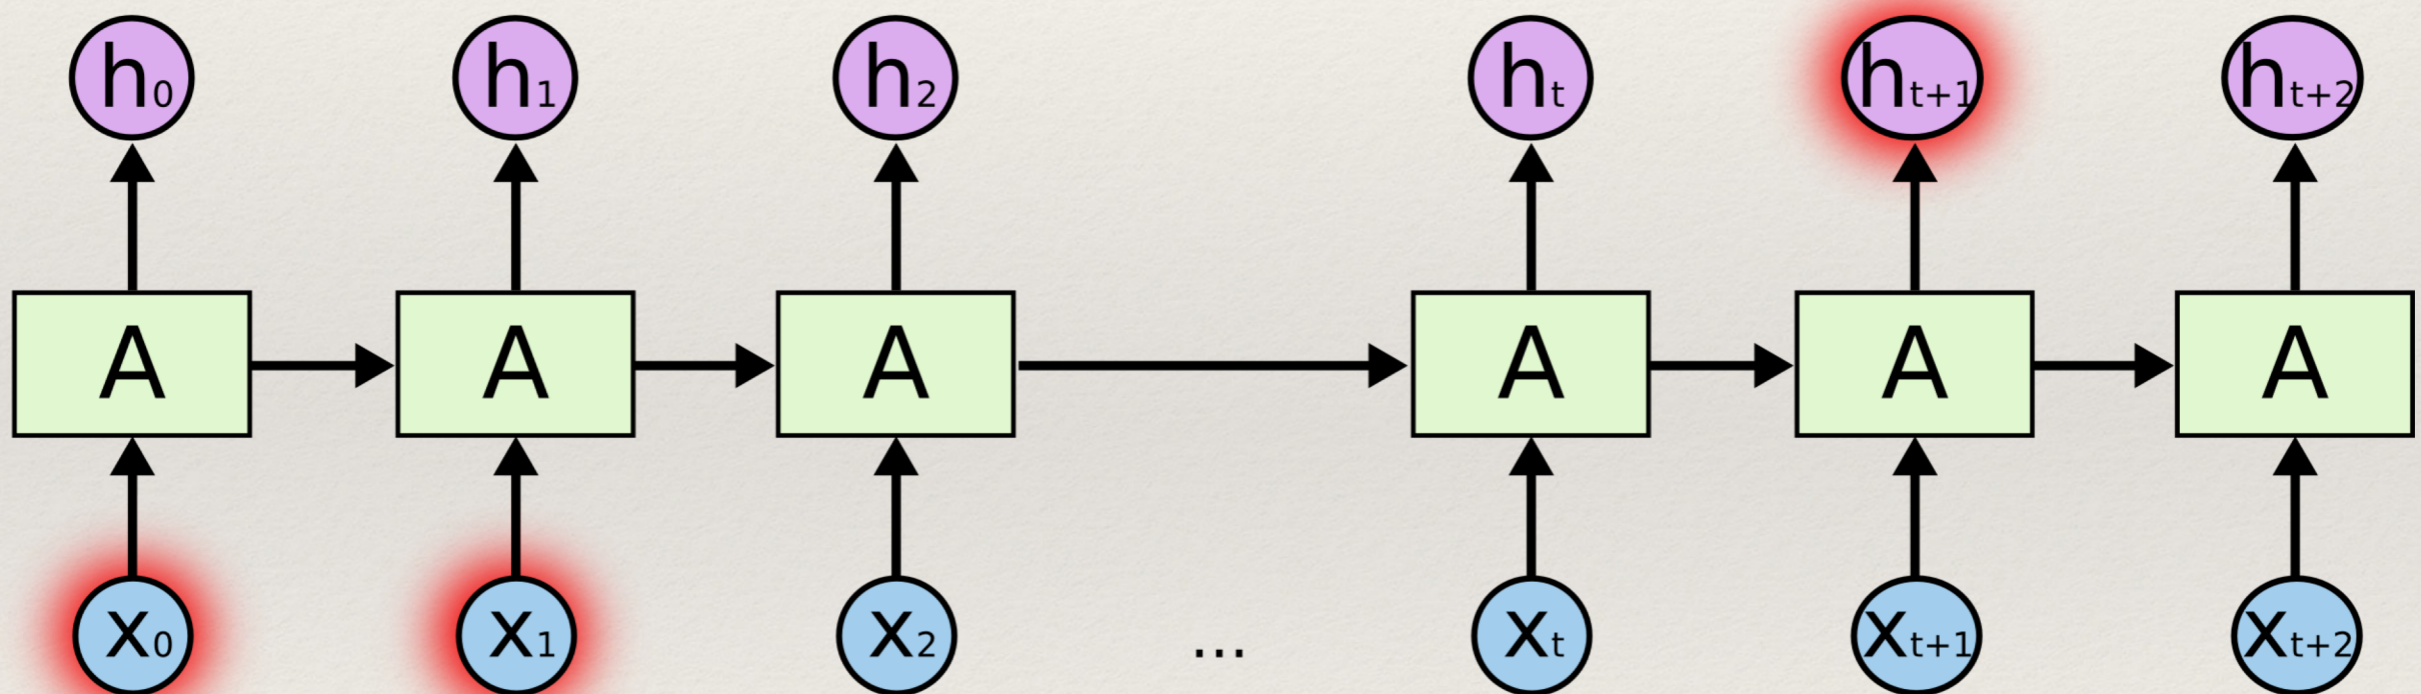 h0 h1 h2 ht ht+1 ht+2
A A A A A A
x0 x1 x2 ... xt xt+1 xt+2